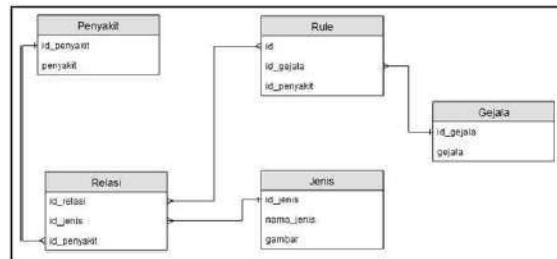 Penyakit
id_penyakit
penyakit
Rule
id
id_gejala
id_penyakit
Gejala
id_gejala
gejala
Relasi
id_relasi
id_jenis
id_penyakit
Jenis
id_jenis
nama_jenis
gambar